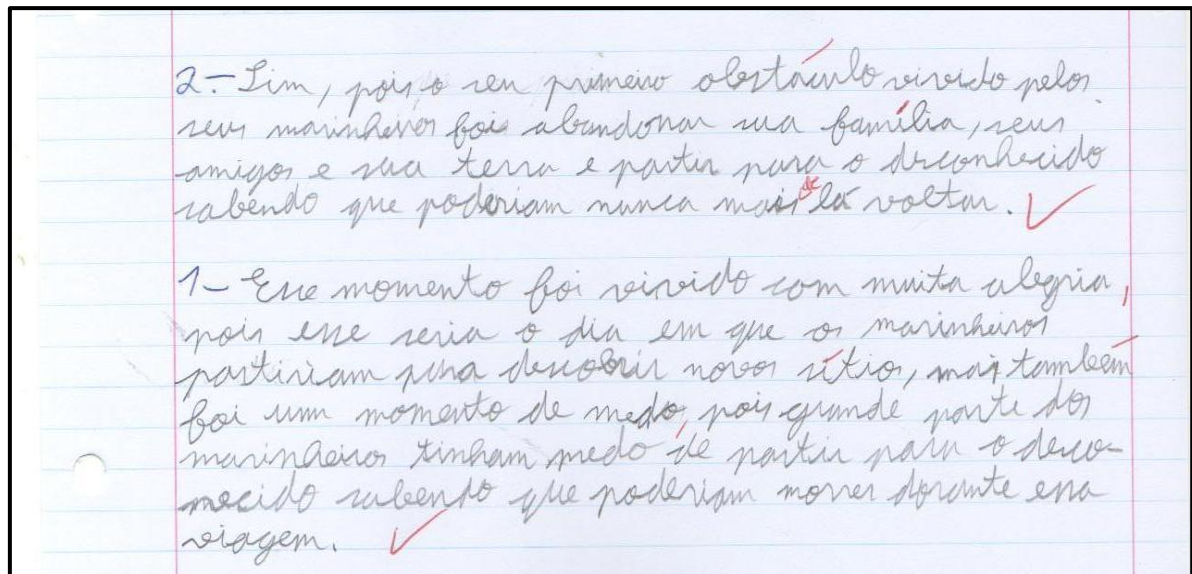 2- Sim, pois o seu primeiro obstáculo vivido pelos
seus marinheiros foi abandonar sua família, seus
amigos e sua terra e partir para o desconhecido
sabendo que poderiam nunca mais de lá voltar.
1- Esse momento foi vivido com muita alegria,
pois esse seria o dia em que os marinheiros
partiriam para descobrir novos sítios, mas também
foi um momento de medo, pois grande parte dos
marinheiros tinham medo de partir para o desco-
necido sabendo que poderiam morrer dorante essa
viagem.